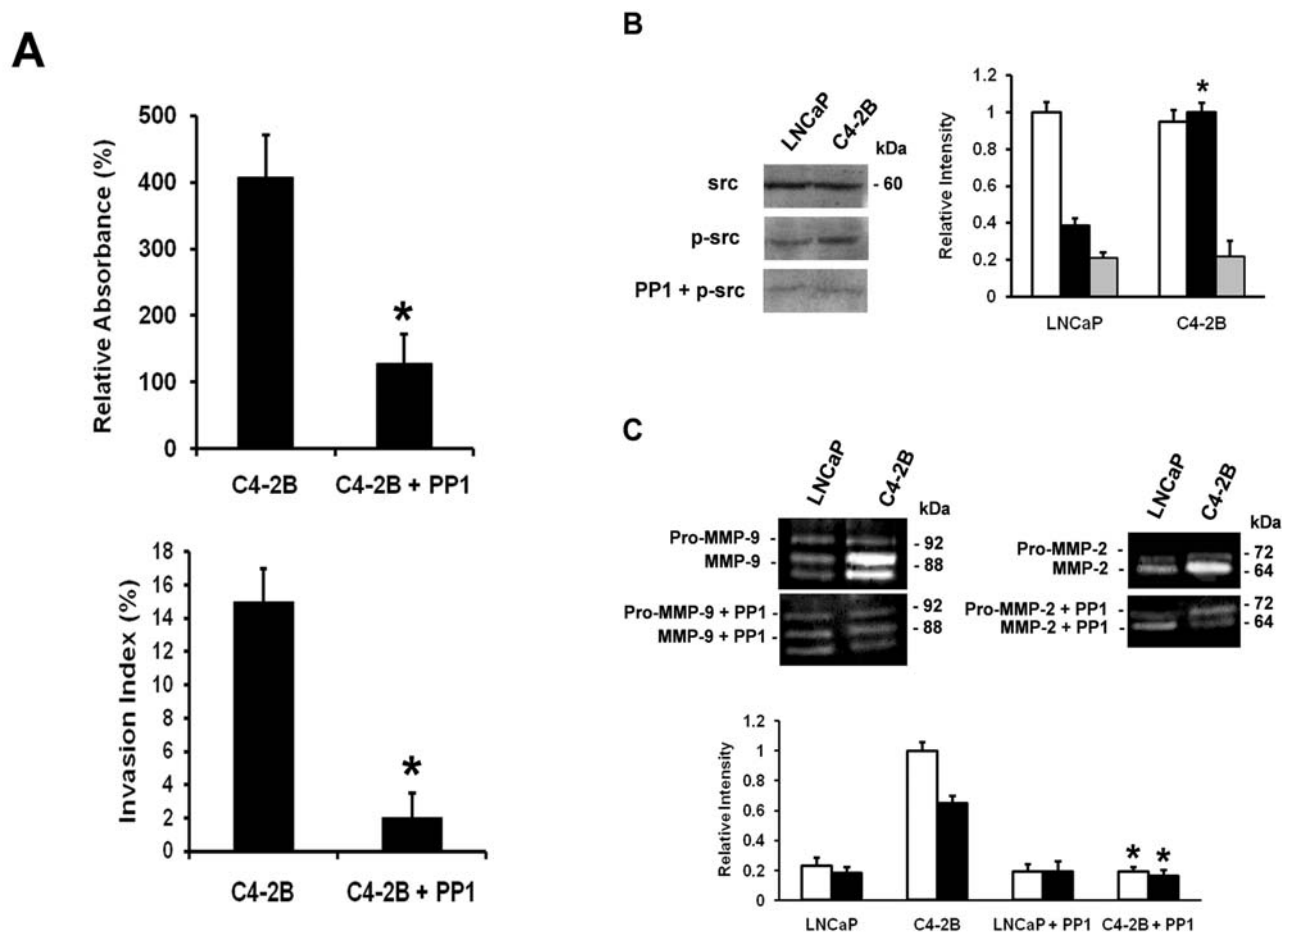 A
Relative Absorbance (%)
500
400
300
200
100
0
C4-2B
C4-2B + PP1
*
Invasion Index (%)
18
16
14
12
10
8
6
4
2
0
C4-2B
C4-2B + PP1
*
B
LNCaP
C4-2B
kDa
src
- 60
p-src
PP1 + p-src
Relative Intensity
1.2
1
0.8
0.6
0.4
0.2
0
*
LNCaP
C4-2B
C
LNCaP
C4-2B
kDa
Pro-MMP-9 -
- 92
MMP-9 -
- 88
Pro-MMP-9 + PP1 -
- 92
MMP-9 + PP1 -
- 88
LNCaP
C4-2B
kDa
Pro-MMP-2 -
- 72
MMP-2 -
- 64
Pro-MMP-2 + PP1 -
- 72
MMP-2 + PP1 -
- 64
Relative Intensity
1.2
1
0.8
0.6
0.4
0.2
0
* *
LNCaP
C4-2B
LNCaP + PP1
C4-2B + PP1